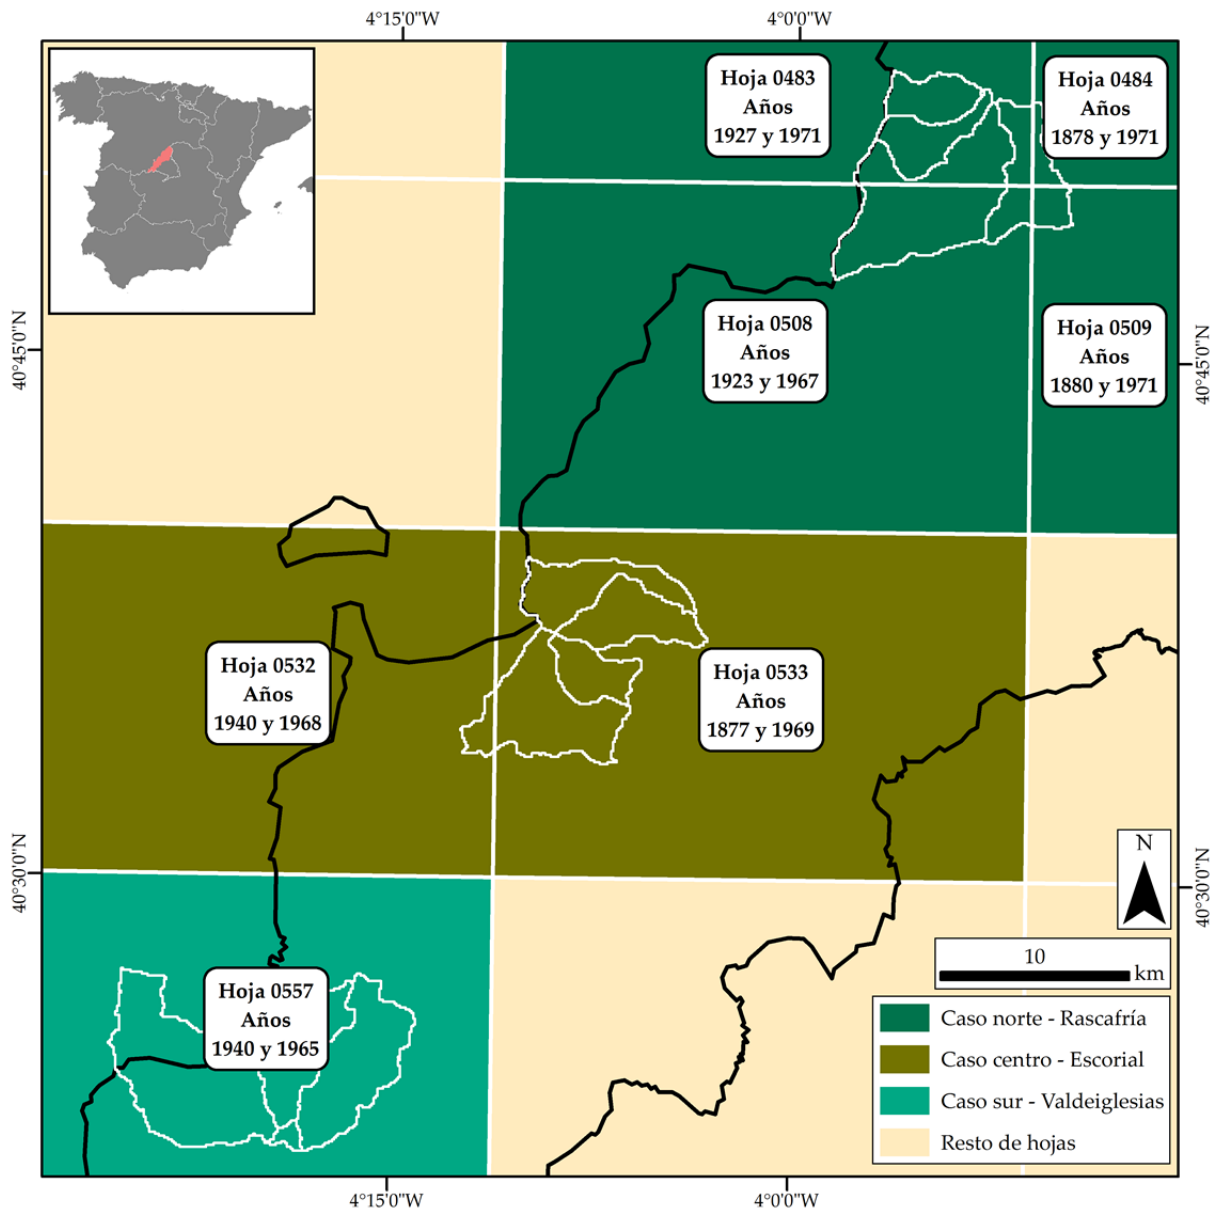 4°15'0"W
4°0'0"W
Hoja 0483
Años
1927 y 1971
Hoja 0484
Años
1878 y 1971
Hoja 0508
Años
1923 y 1967
Hoja 0509
Años
1880 y 1971
40°45'0"N
40°45'0"N
Hoja 0532
Años
1940 y 1968
Hoja 0533
Años
1877 y 1969
40°30'0"N
40°30'0"N
N
10
km
Hoja 0557
Años
1940 y 1965
Caso norte - Rascafría
Caso centro - Escorial
Caso sur - Valdeiglesias
Resto de hojas
4°15'0"W
4°0'0"W